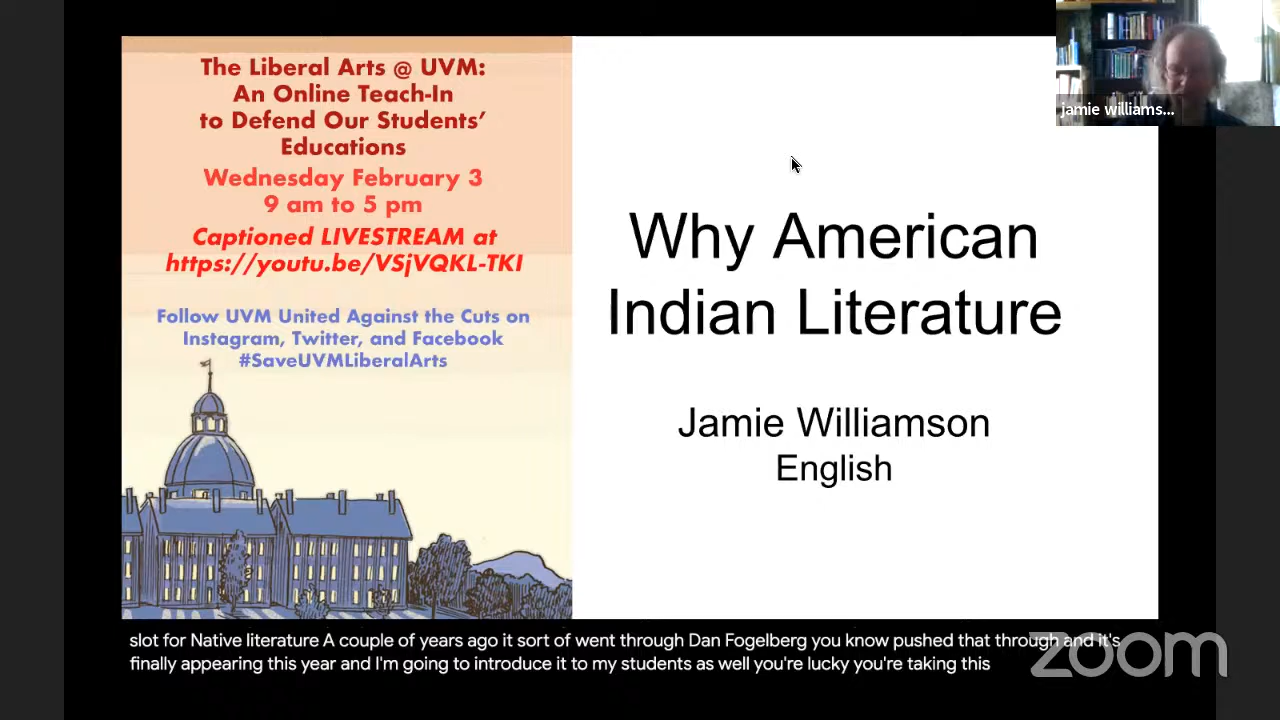 The Liberal Arts @ UVM:
An Online Teach-In
to Defend Our Students’
Educations
Wednesday February 3
9 am to 5 pm
Captioned LIVESTREAM at
https://youtu.be/VSjVQKL-TKI
Follow UVM United Against the Cuts on
Instagram, Twitter, and Facebook
#SaveUVMLiberalArts
Why American
Indian Literature
Jamie Williamson
English
jamie williams...
slot for Native literature A couple of years ago it sort of went through Dan Fogelberg you know pushed that through and it's
finally appearing this year and I'm going to introduce it to my students as well you're lucky you're taking this
zoom